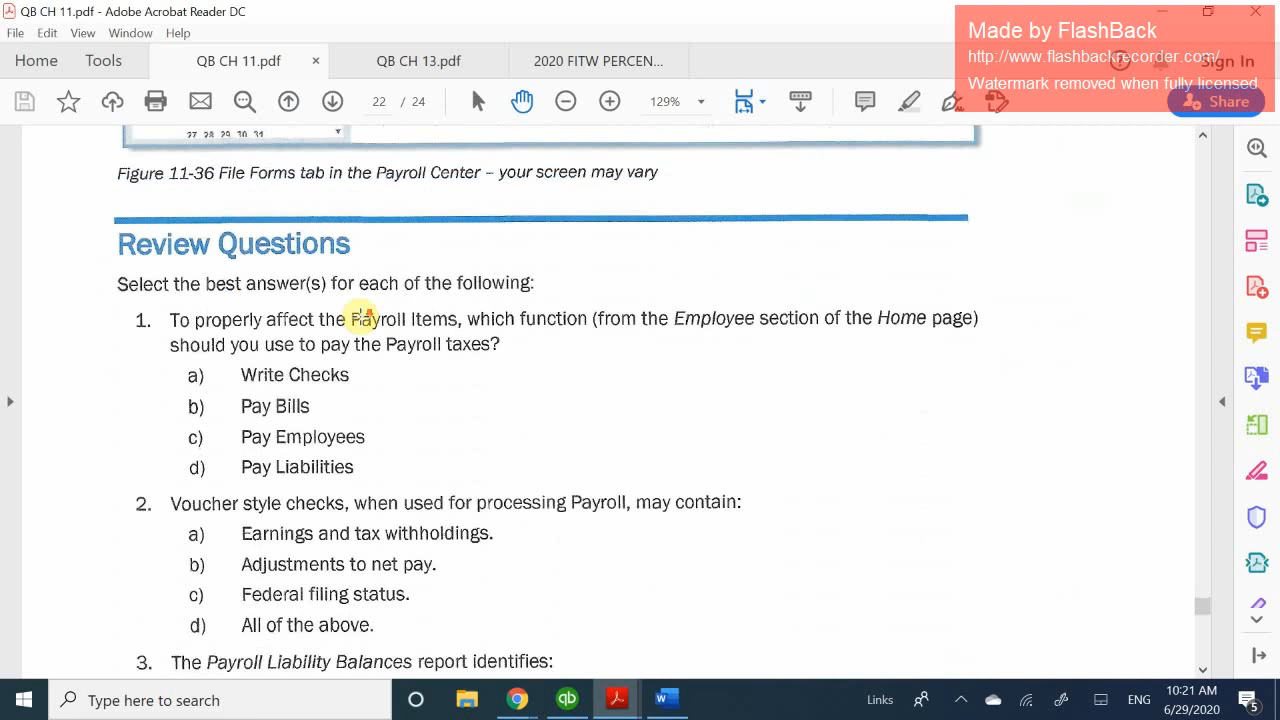 QB CH 11.pdf - Adobe Acrobat Reader DC
Made by FlashBack
File Edit View Window Help
http://www.flashbackrecorder.com/
Home Tools QB CH 11.pdf × QB CH 13.pdf 2020 FITW PERCEN... Sign In
Watermark removed when fully licensed
22 / 24 129% Share
27 28 29 30 31
Figure 11-36 File Forms tab in the Payroll Center – your screen may vary
Review Questions
Select the best answer(s) for each of the following:
1. To properly affect the Payroll Items, which function (from the Employee section of the Home page)
should you use to pay the Payroll taxes?
a) Write Checks
b) Pay Bills
c) Pay Employees
d) Pay Liabilities
2. Voucher style checks, when used for processing Payroll, may contain:
a) Earnings and tax withholdings.
b) Adjustments to net pay.
c) Federal filing status.
d) All of the above.
3. The Payroll Liability Balances report identifies:
Type here to search
Links
ENG
10:21 AM
6/29/2020
5